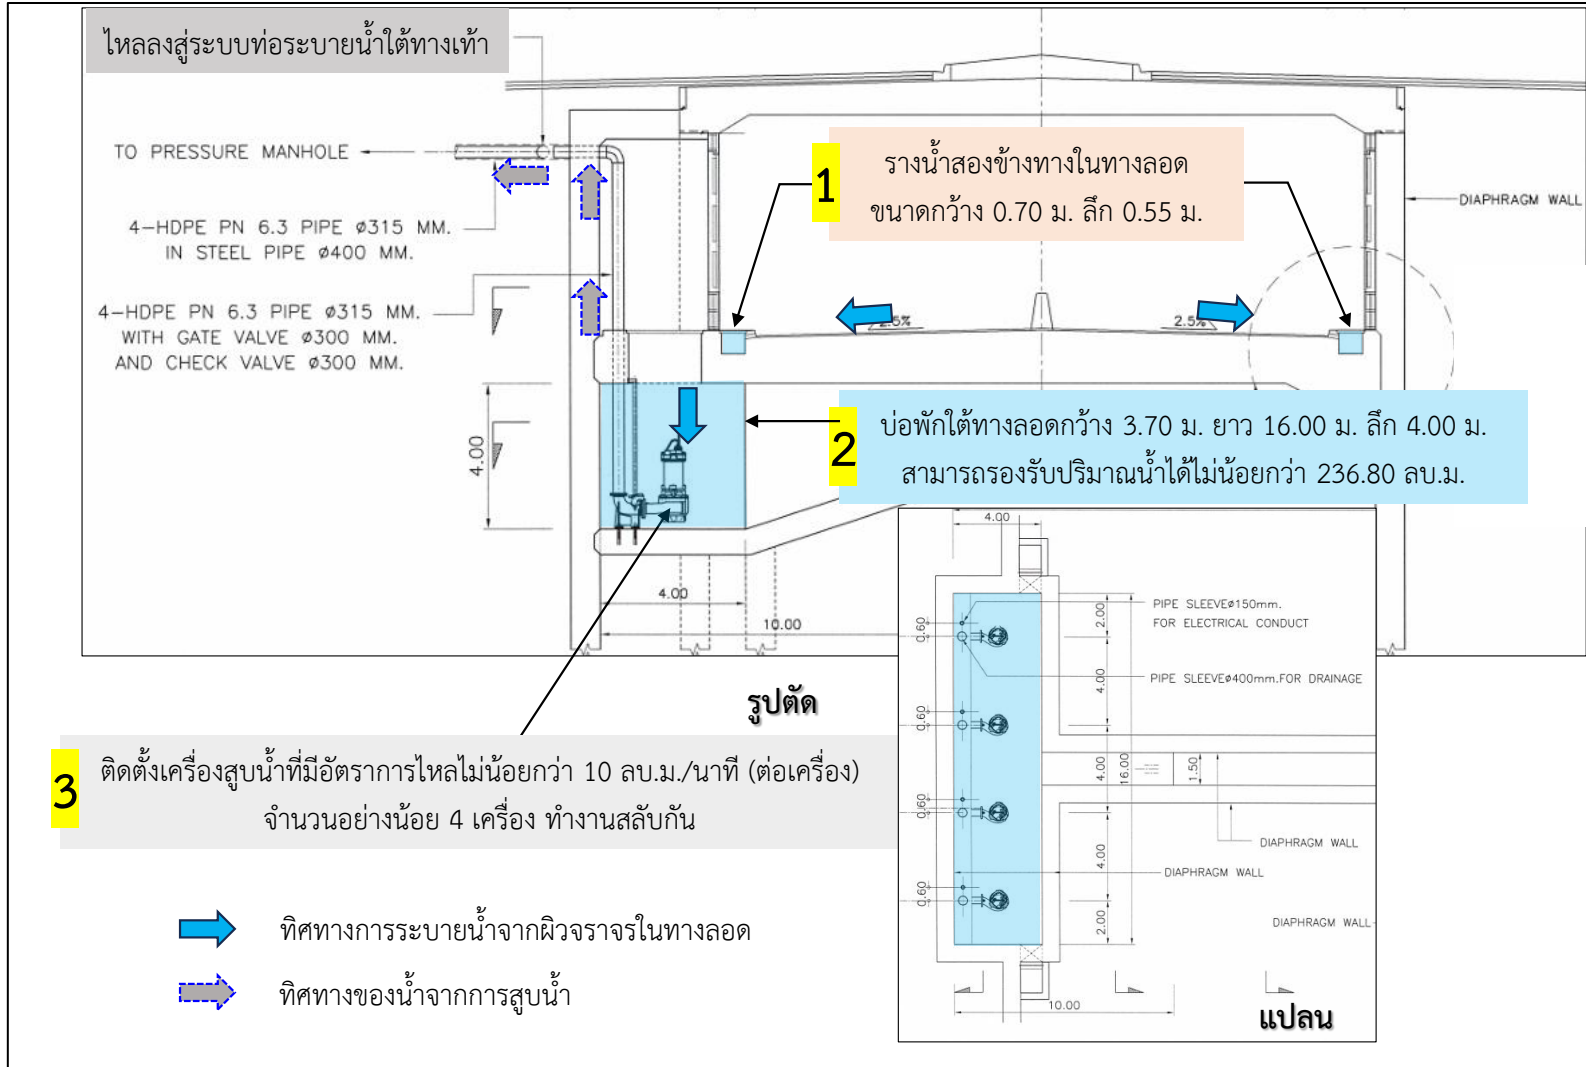 ไหลลงสู่ระบบท่อระบายน้ำใต้ทางเท้า
TO PRESSURE MANHOLE
4-HDPE PN 6.3 PIPE ø315 MM.
IN STEEL PIPE ø400 MM.
4-HDPE PN 6.3 PIPE ø315 MM.
WITH GATE VALVE ø300 MM.
AND CHECK VALVE ø300 MM.
1
รางน้ำสองข้างทางในทางลอด
ขนาดกว้าง 0.70 ม. ลึก 0.55 ม.
DIAPHRAGM WALL
2.5%
2.5%
2
บ่อพักใต้ทางลอดกว้าง 3.70 ม. ยาว 16.00 ม. ลึก 4.00 ม.
สามารถรองรับปริมาณน้ำได้ไม่น้อยกว่า 236.80 ลบ.ม.
4.00
4.00
10.00
รูปตัด
3
ติดตั้งเครื่องสูบน้ำที่มีอัตราการไหลไม่น้อยกว่า 10 ลบ.ม./นาที (ต่อเครื่อง)
จำนวนอย่างน้อย 4 เครื่อง ทำงานสลับกัน
ทิศทางการระบายน้ำจากผิวจราจรในทางลอด
ทิศทางของน้ำจากการสูบน้ำ
4.00
PIPE SLEEVEø150mm.
FOR ELECTRICAL CONDUCT
PIPE SLEEVEø400mm.FOR DRAINAGE
0.60
0.60
0.60
0.60
2.00
4.00
4.00
16.00
1.50
4.00
2.00
DIAPHRAGM WALL
DIAPHRAGM WALL
DIAPHRAGM WALL
10.00
แปลน